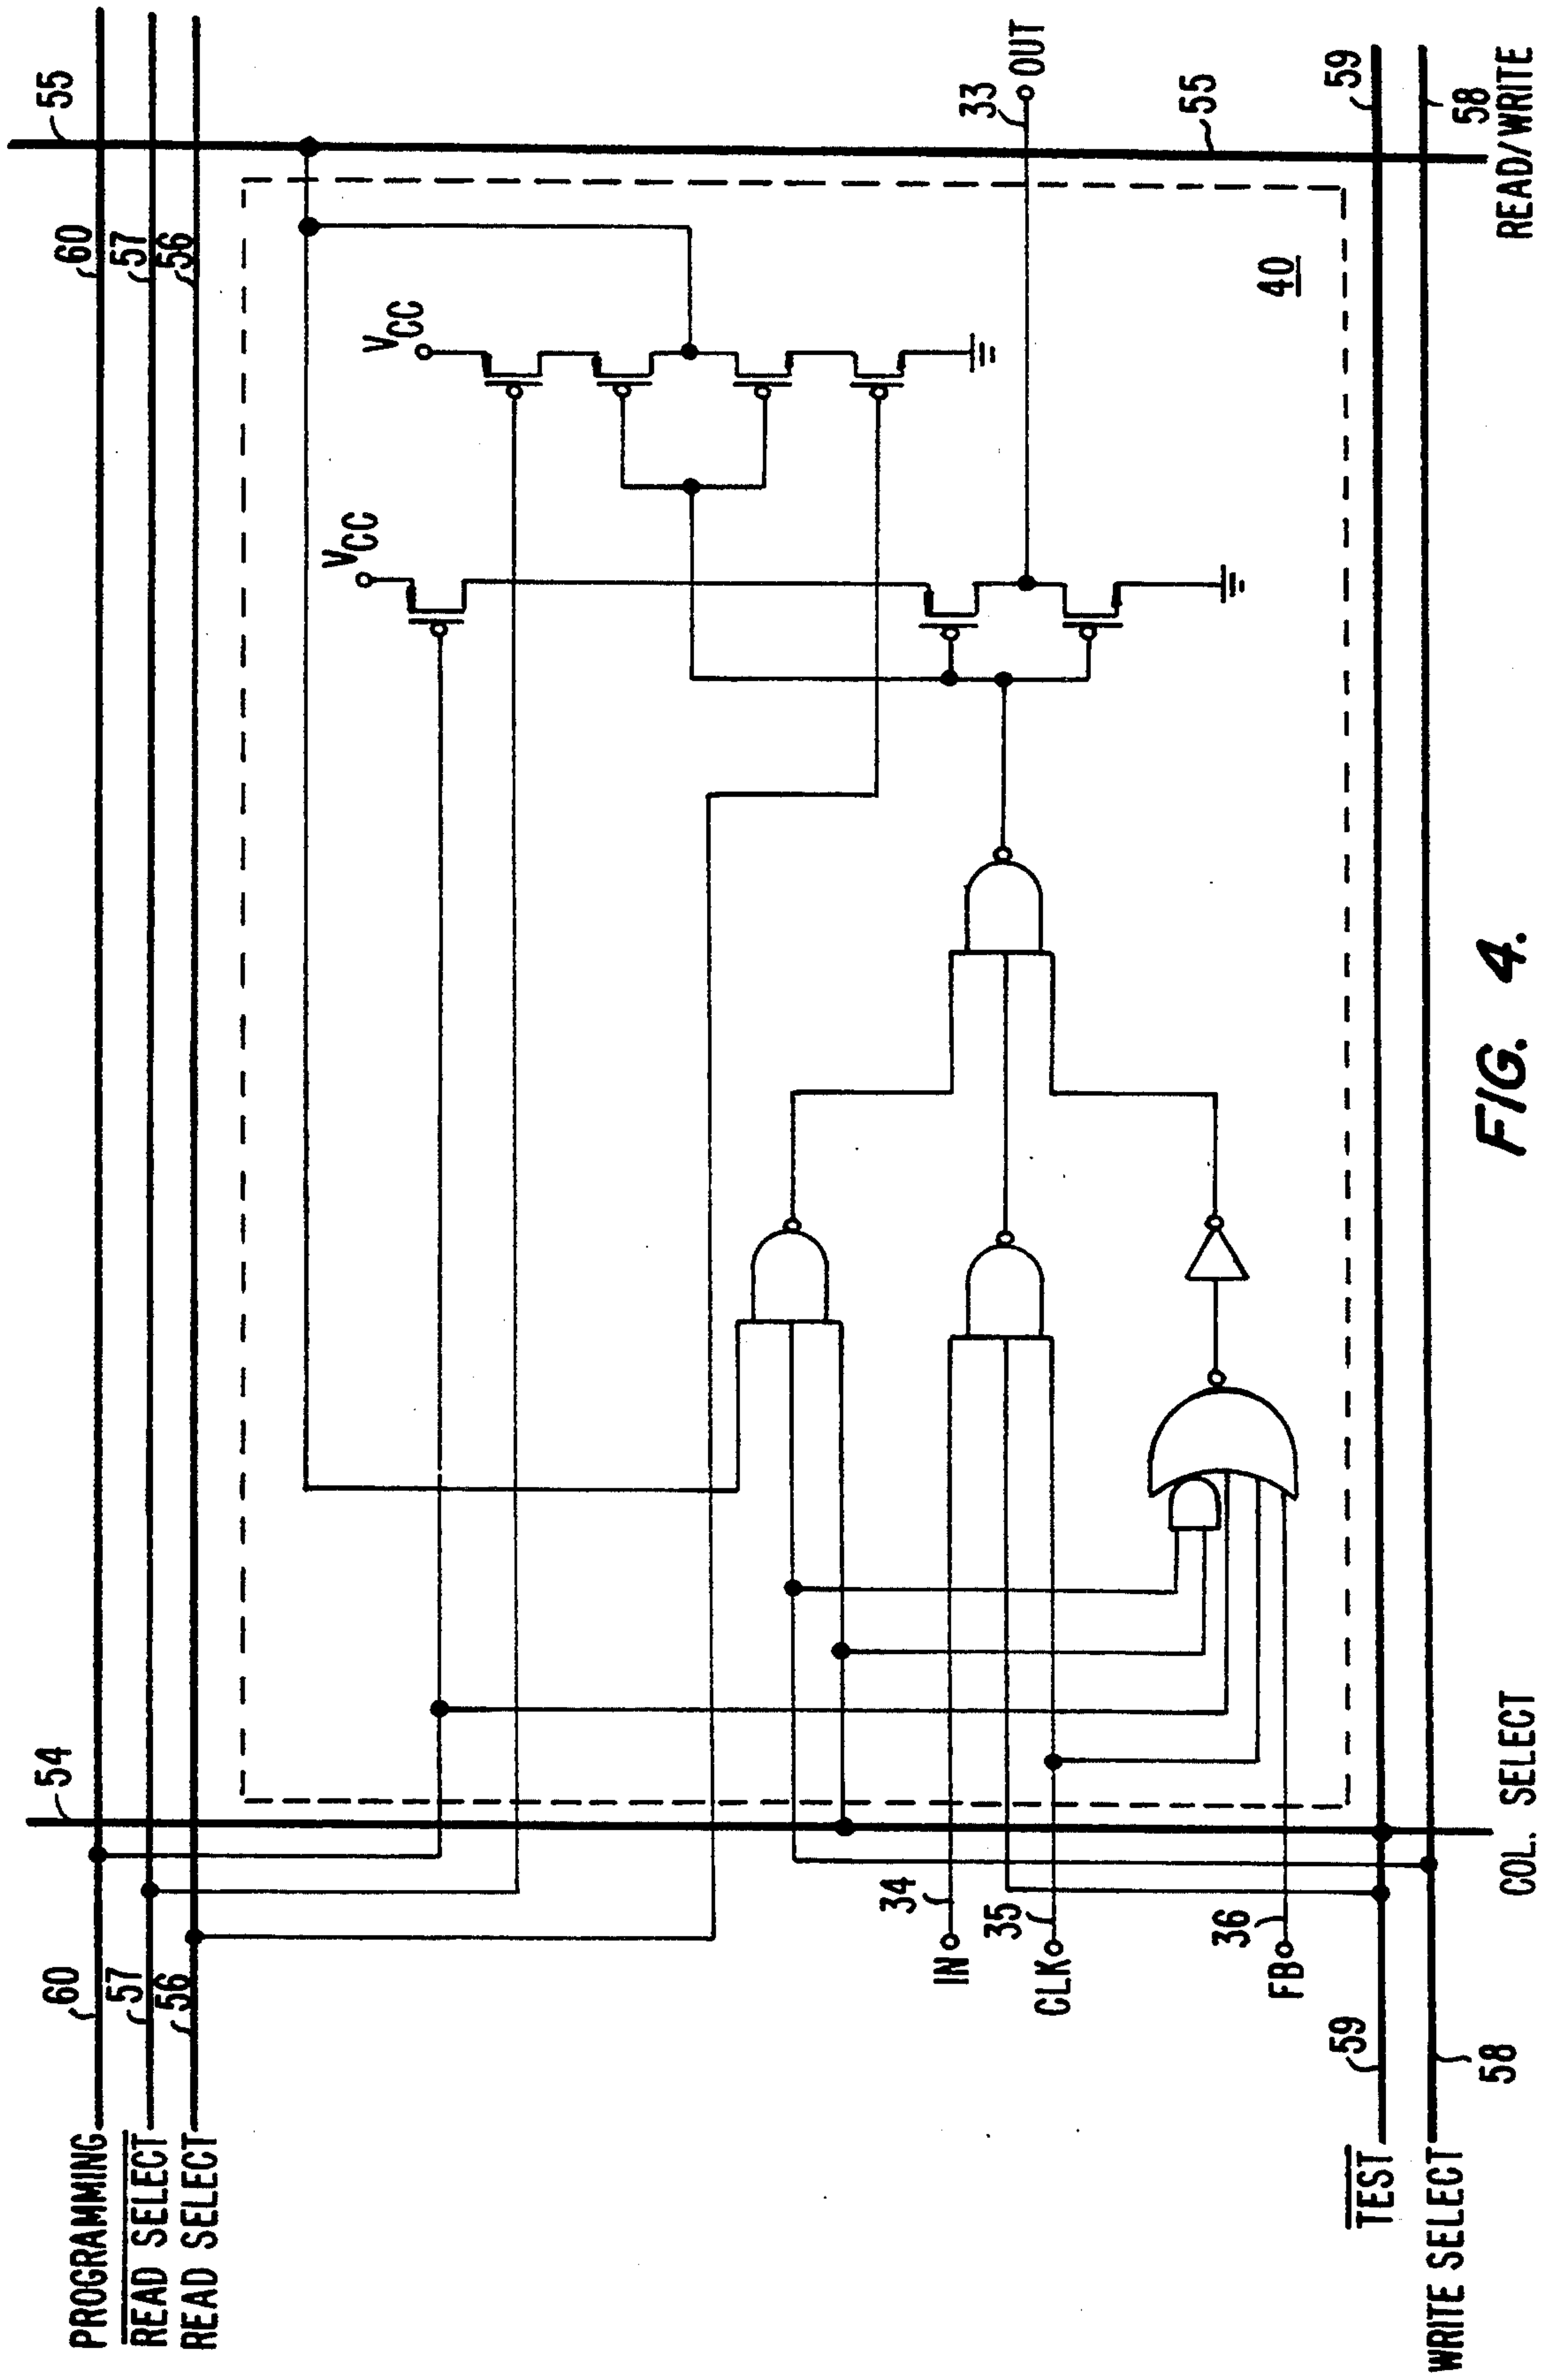 PROGRAMMING
READ SELECT
READ SELECT
60
57
56
54
60
57
56
55
VCC
VCC
33
OUT
IN
34
CLK
35
FB
36
40
55
TEST
59
59
WRITE SELECT
58
58
COL. SELECT
READ/WRITE
FIG. 4.